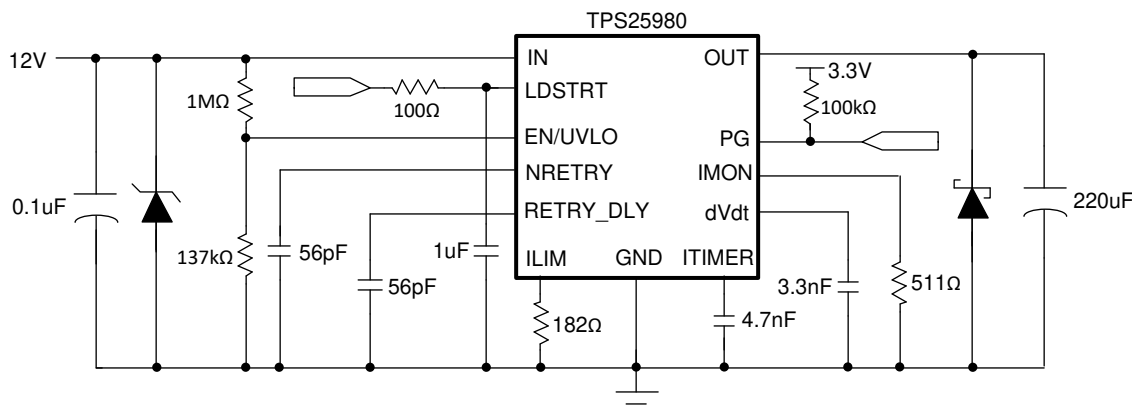 TPS25980
12V
IN
OUT
3.3V
LDSTRT
1MΩ
100Ω
100kΩ
EN/UVLO
PG
NRETRY
IMON
0.1uF
220uF
RETRY_DLY
dVdt
137kΩ
56pF
1uF
ILIM
GND
ITIMER
56pF
3.3nF
511Ω
182Ω
4.7nF